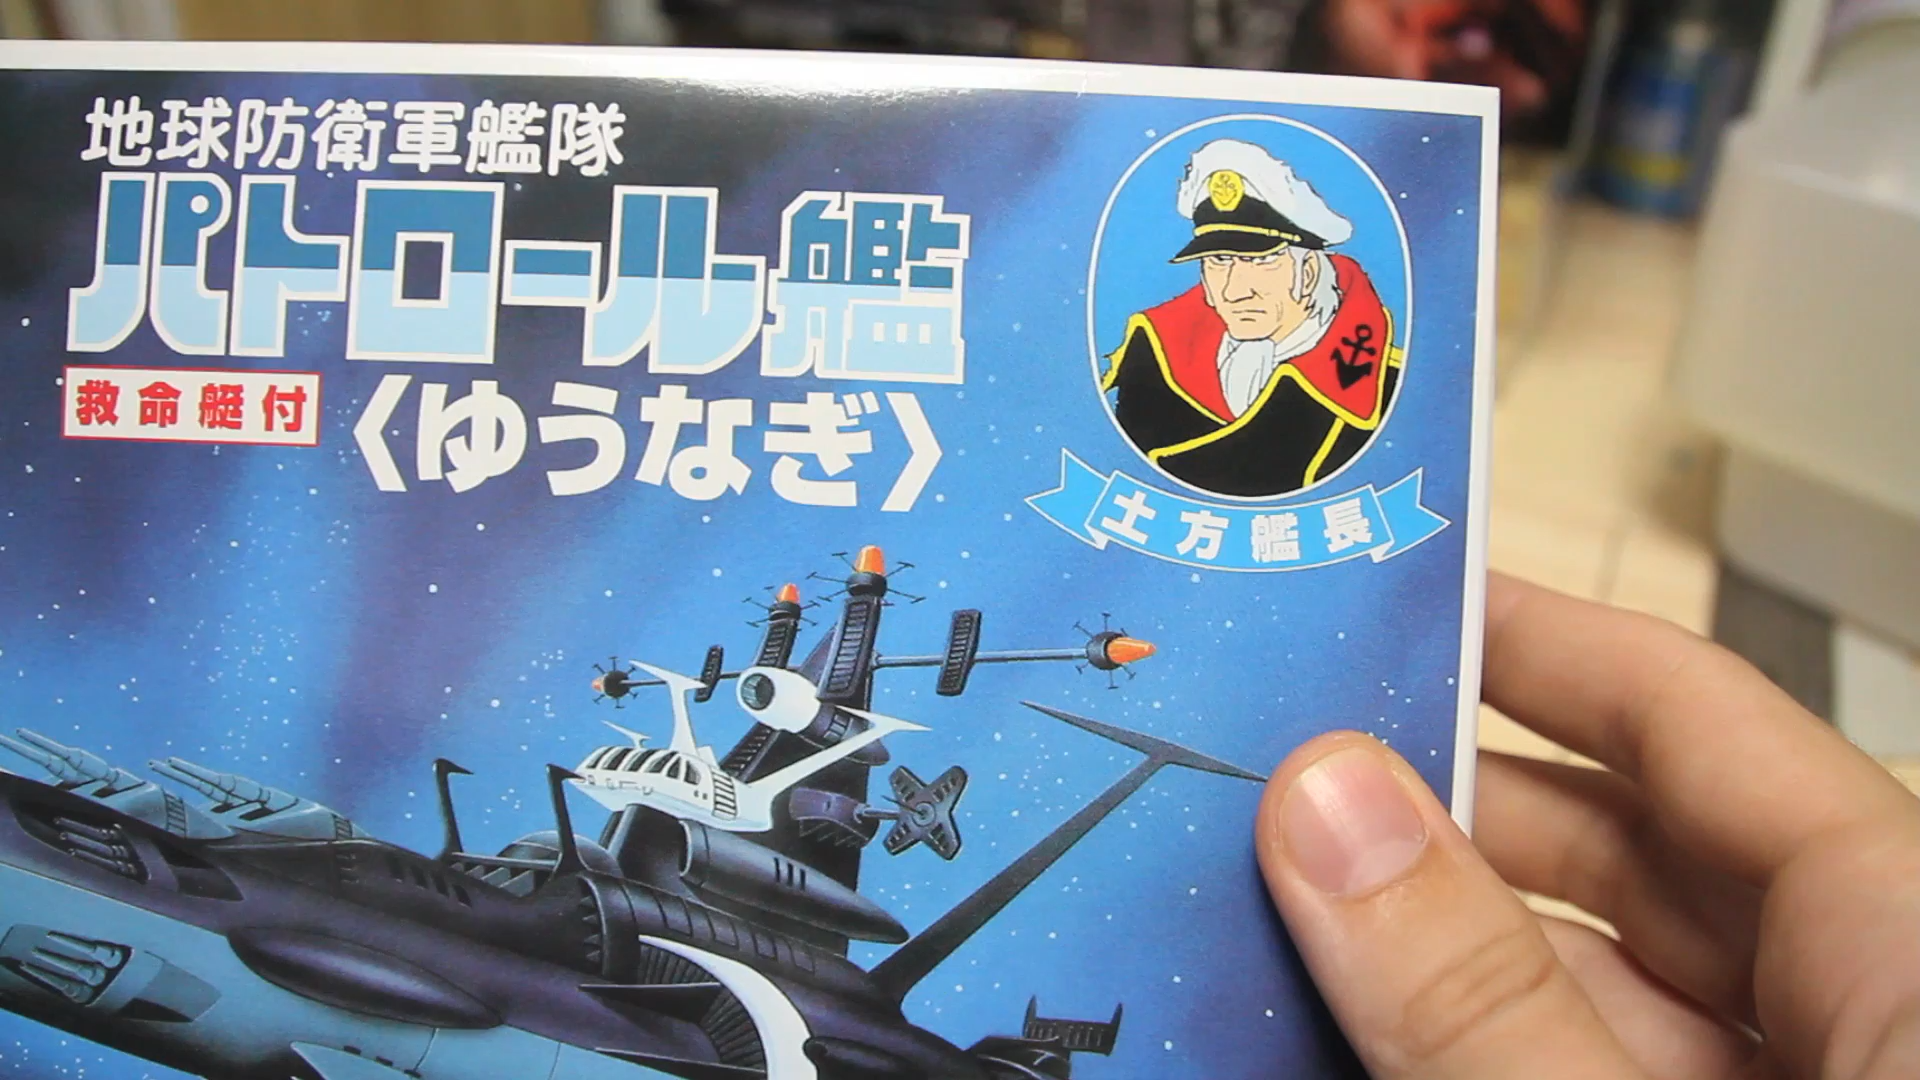 地球防衛軍艦隊
パトロール艦
救命艇付
〈ゆうなぎ〉
土方艦長